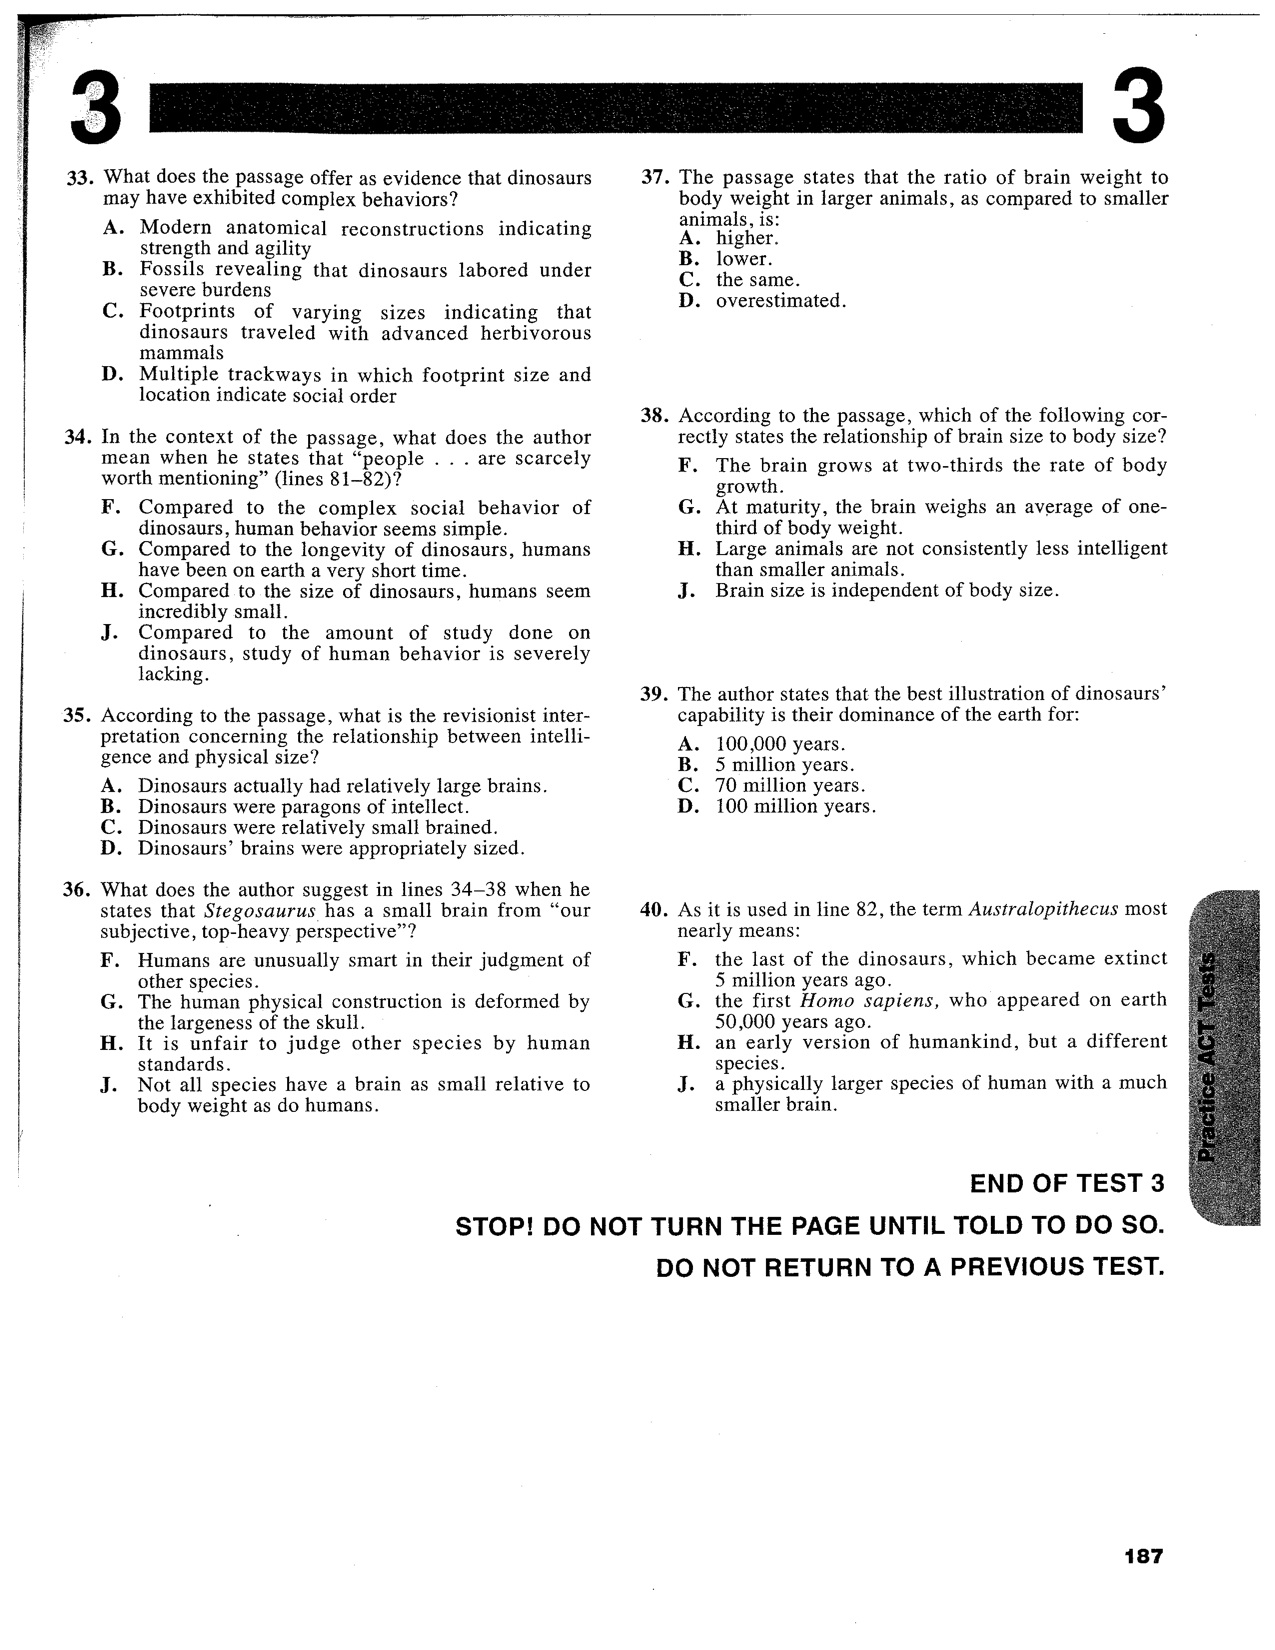 3 3
33. What does the passage offer as evidence that dinosaurs
may have exhibited complex behaviors?
A. Modern anatomical reconstructions indicating
strength and agility
B. Fossils revealing that dinosaurs labored under
severe burdens
C. Footprints of varying sizes indicating that
dinosaurs traveled with advanced herbivorous
mammals
D. Multiple trackways in which footprint size and
location indicate social order
34. In the context of the passage, what does the author
mean when he states that “people . . . are scarcely
worth mentioning” (lines 81–82)?
F. Compared to the complex social behavior of
dinosaurs, human behavior seems simple.
G. Compared to the longevity of dinosaurs, humans
have been on earth a very short time.
H. Compared to the size of dinosaurs, humans seem
incredibly small.
J. Compared to the amount of study done on
dinosaurs, study of human behavior is severely
lacking.
35. According to the passage, what is the revisionist inter-
pretation concerning the relationship between intelli-
gence and physical size?
A. Dinosaurs actually had relatively large brains.
B. Dinosaurs were paragons of intellect.
C. Dinosaurs were relatively small brained.
D. Dinosaurs’ brains were appropriately sized.
36. What does the author suggest in lines 34–38 when he
states that Stegosaurus has a small brain from “our
subjective, top-heavy perspective”?
F. Humans are unusually smart in their judgment of
other species.
G. The human physical construction is deformed by
the largeness of the skull.
H. It is unfair to judge other species by human
standards.
J. Not all species have a brain as small relative to
body weight as do humans.
37. The passage states that the ratio of brain weight to
body weight in larger animals, as compared to smaller
animals, is:
A. higher.
B. lower.
C. the same.
D. overestimated.
38. According to the passage, which of the following cor-
rectly states the relationship of brain size to body size?
F. The brain grows at two-thirds the rate of body
growth.
G. At maturity, the brain weighs an average of one-
third of body weight.
H. Large animals are not consistently less intelligent
than smaller animals.
J. Brain size is independent of body size.
39. The author states that the best illustration of dinosaurs’
capability is their dominance of the earth for:
A. 100,000 years.
B. 5 million years.
C. 70 million years.
D. 100 million years.
40. As it is used in line 82, the term Australopithecus most
nearly means:
F. the last of the dinosaurs, which became extinct
5 million years ago.
G. the first Homo sapiens, who appeared on earth
50,000 years ago.
H. an early version of humankind, but a different
species.
J. a physically larger species of human with a much
smaller brain.
Practice ACT Tests
END OF TEST 3
STOP! DO NOT TURN THE PAGE UNTIL TOLD TO DO SO.
DO NOT RETURN TO A PREVIOUS TEST.
187